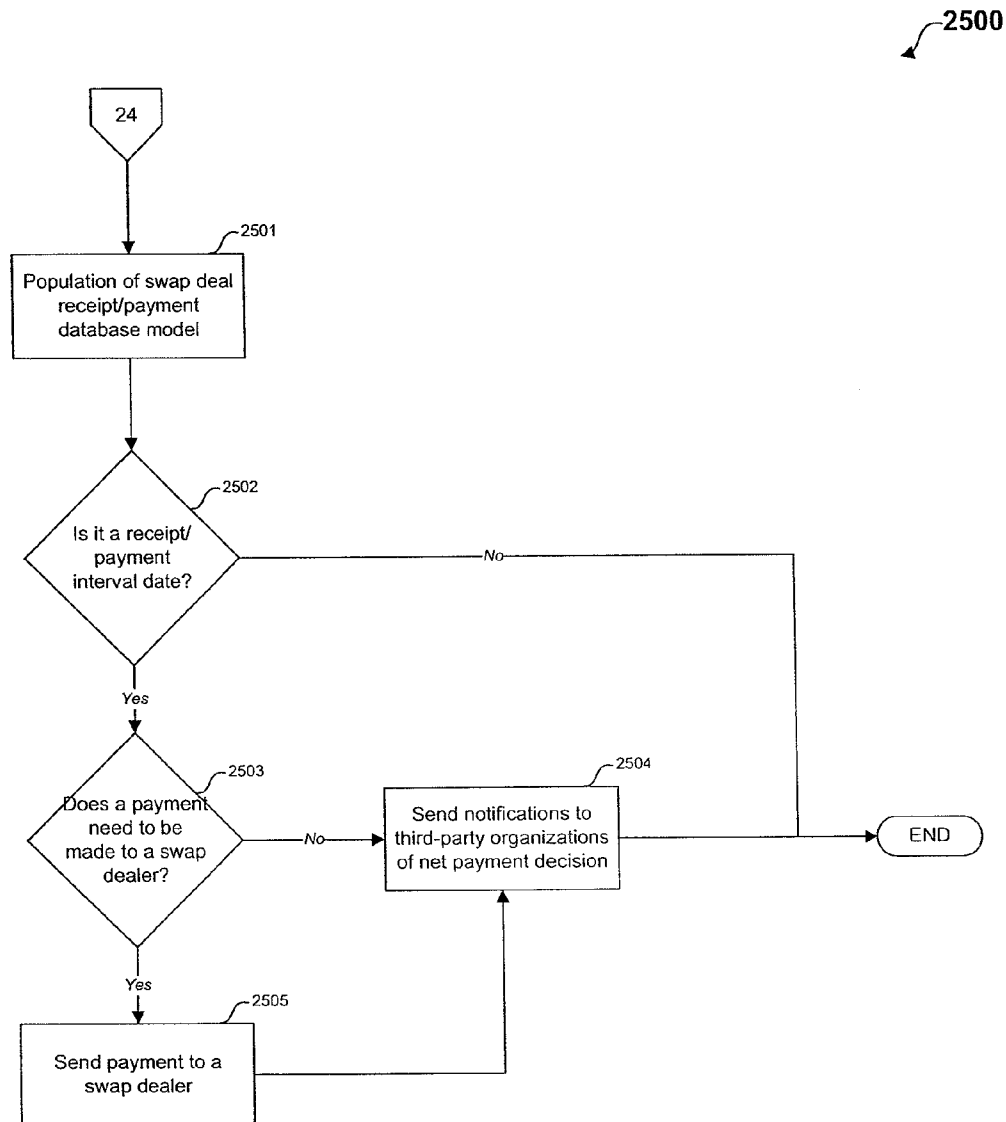 2500
24
2501
Population of swap deal
receipt/payment
database model
2502
Is it a receipt/
payment
interval date?
No
Yes
2503
Does a payment
need to be
made to a swap
dealer?
No
2504
Send notifications to
third-party organizations
of net payment decision
END
Yes
2505
Send payment to a
swap dealer